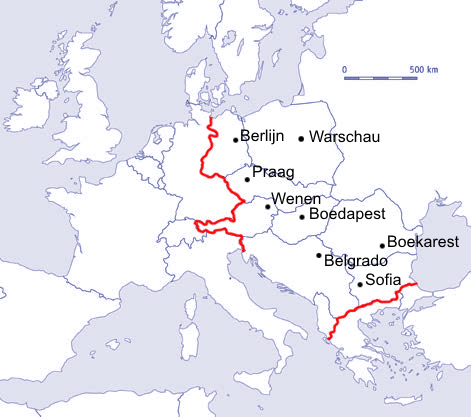 0 500 km
Berlijn
Warschau
Praag
Wenen
Boedapest
Boekarest
Belgrado
Sofia